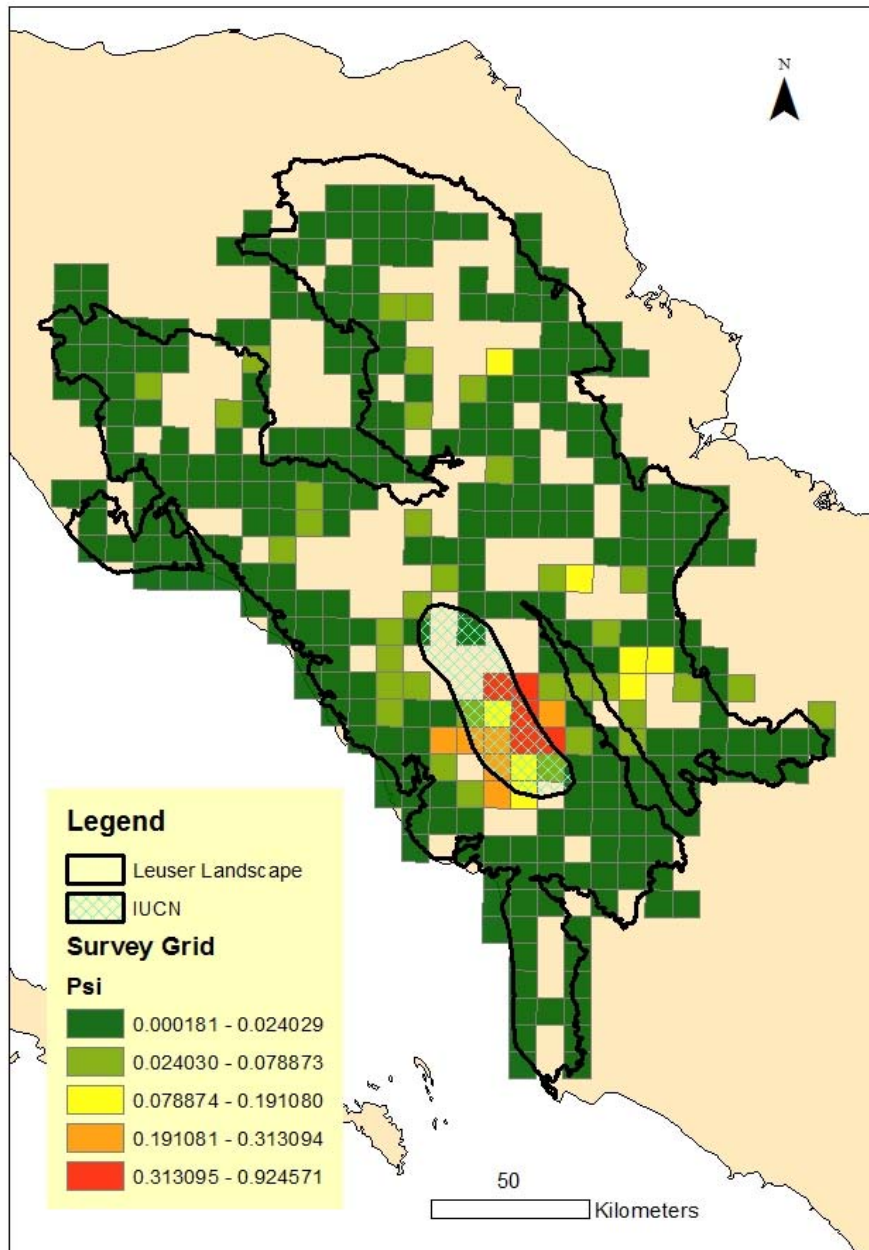 N
Legend
Leuser Landscape
IUCN
Survey Grid
Psi
0.000181 - 0.024029
0.024030 - 0.078873
0.078874 - 0.191080
0.191081 - 0.313094
0.313095 - 0.924571
50
Kilometers